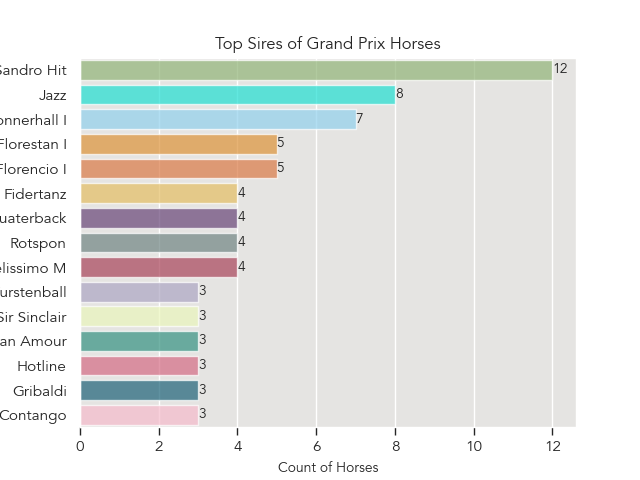 Top Sires of Grand Prix Horses
Sandro Hit 12
Jazz 8
onnerhall I 7
Florestan I 5
Florencio I 5
Fidertanz 4
uaterback 4
Rotspon 4
elissimo M 4
urstenball 3
Sir Sinclair 3
an Amour 3
Hotline 3
Gribaldi 3
Contango 3
0 2 4 6 8 10 12
Count of Horses